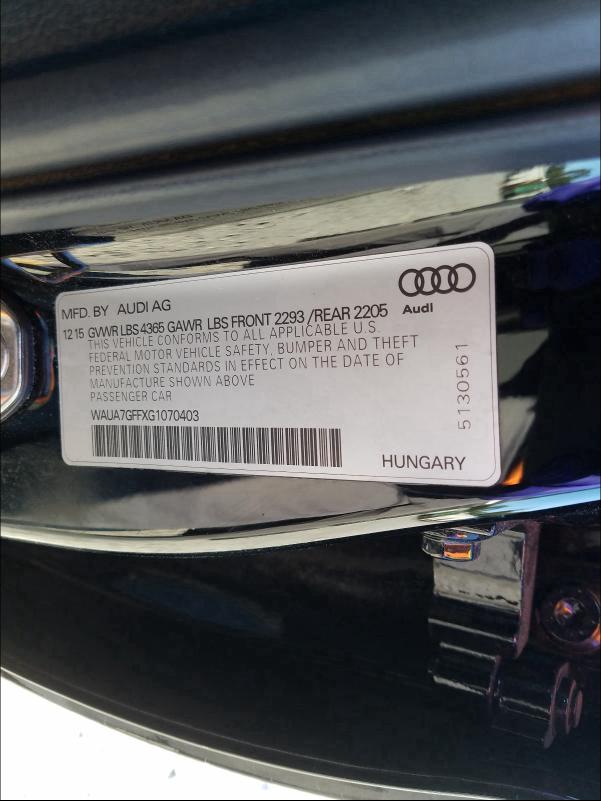 MFD. BY AUDI AG
Audi
12 15 GVWR LBS 4365 GAWR LBS FRONT 2293 /REAR 2205
THIS VEHICLE CONFORMS TO ALL APPLICABLE U.S.
FEDERAL MOTOR VEHICLE SAFETY, BUMPER AND THEFT
PREVENTION STANDARDS IN EFFECT ON THE DATE OF
MANUFACTURE SHOWN ABOVE
PASSENGER CAR
WAUA7GFFXG1070403
HUNGARY
5130561